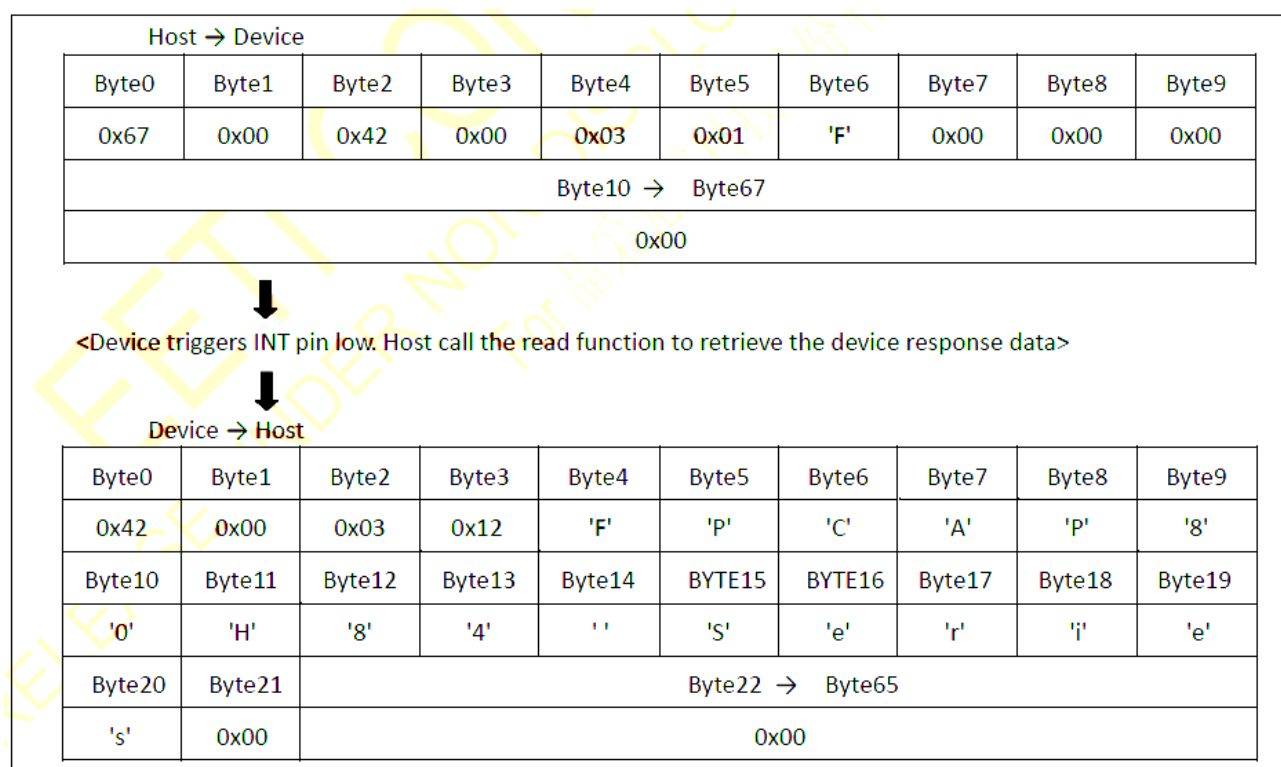 Host → Device
Byte0 Byte1 Byte2 Byte3 Byte4 Byte5 Byte6 Byte7 Byte8 Byte9
0x67 0x00 0x42 0x00 0x03 0x01 'F' 0x00 0x00 0x00
Byte10 → Byte67
0x00
<Device triggers INT pin low. Host call the read function to retrieve the device response data>
Device → Host
Byte0 Byte1 Byte2 Byte3 Byte4 Byte5 Byte6 Byte7 Byte8 Byte9
0x42 0x00 0x03 0x12 'F' 'P' 'C' 'A' 'P' '8'
Byte10 Byte11 Byte12 Byte13 Byte14 BYTE15 BYTE16 Byte17 Byte18 Byte19
'0' 'H' '8' '4' ' ' 'S' 'e' 'r' 'i' 'e'
Byte20 Byte21 Byte22 → Byte65
's' 0x00 0x00